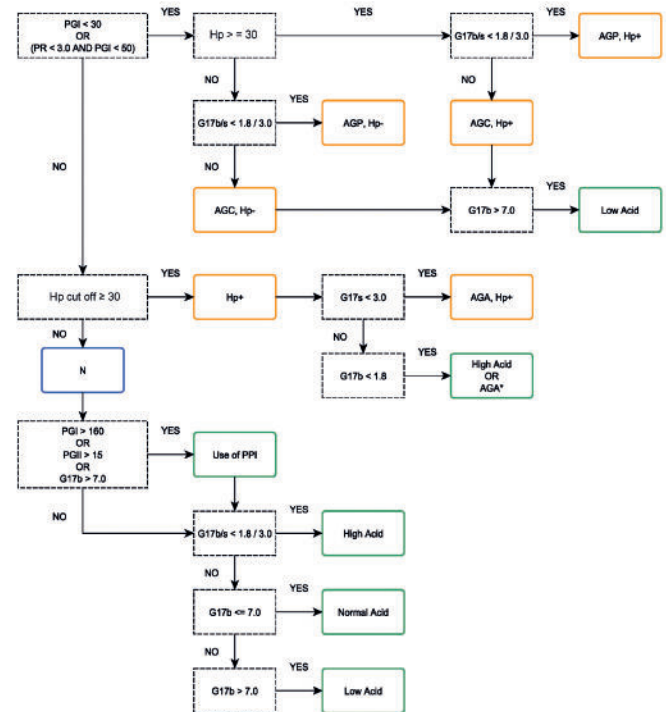 PGI < 30
OR
(PR < 3.0 AND PGI < 50)
YES
Hp > = 30
YES
G17b/s < 1.8 / 3.0
YES
AGP, Hp+
NO
NO
G17b/s < 1.8 / 3.0
YES
AGP, Hp-
AGC, Hp+
NO
NO
AGC, Hp-
G17b > 7.0
YES
Low Acid
Hp cut off ≥ 30
YES
Hp+
G17s < 3.0
YES
AGA, Hp+
NO
NO
N
G17b < 1.8
YES
High Acid
OR
AGA*
PGI > 160
OR
PGII > 15
OR
G17b > 7.0
YES
Use of PPI
NO
G17b/s < 1.8 / 3.0
YES
High Acid
NO
G17b <= 7.0
YES
Normal Acid
NO
G17b > 7.0
YES
Low Acid